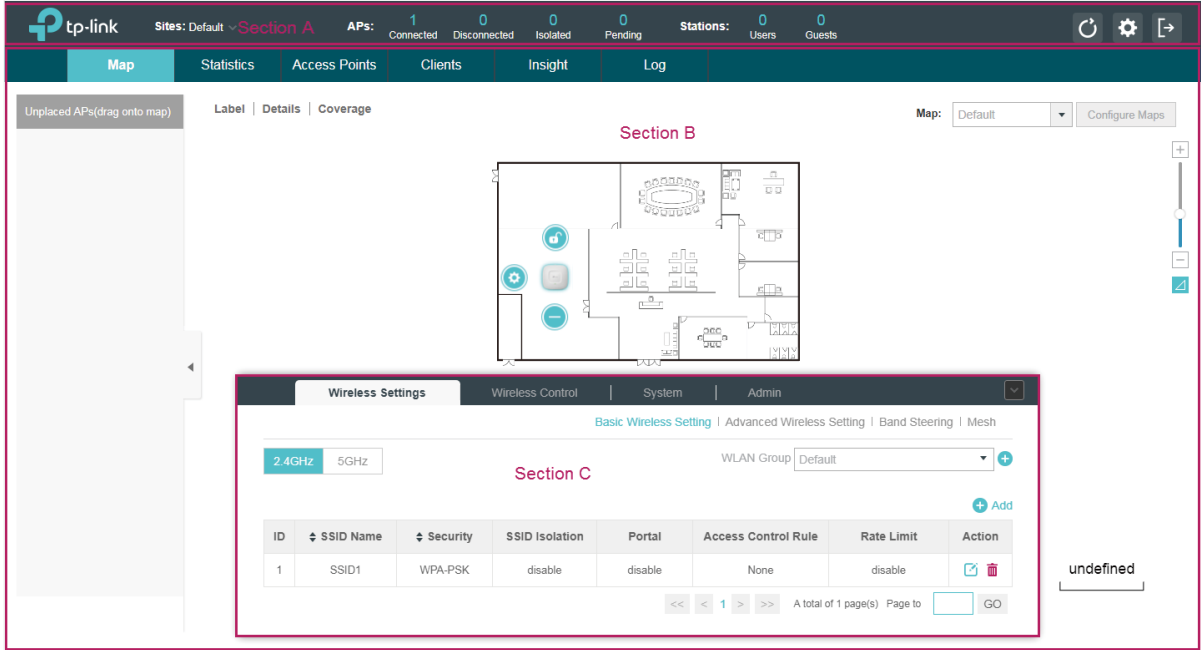 tp-link Sites: Default Section A APs: 1 Connected 0 Disconnected 0 Isolated 0 Pending Stations: 0 Users 0 Guests
Map Statistics Access Points Clients Insight Log
Unplaced APs(drag onto map) Label | Details | Coverage Map: Default Configure Maps
Section B
Wireless Settings Wireless Control | System | Admin
Basic Wireless Setting | Advanced Wireless Setting | Band Steering | Mesh
2.4GHz 5GHz WLAN Group Default
Section C
Add
ID SSID Name Security SSID Isolation Portal Access Control Rule Rate Limit Action
1 SSID1 WPA-PSK disable disable None disable
undefined
<< < 1 > >> A total of 1 page(s) Page to GO